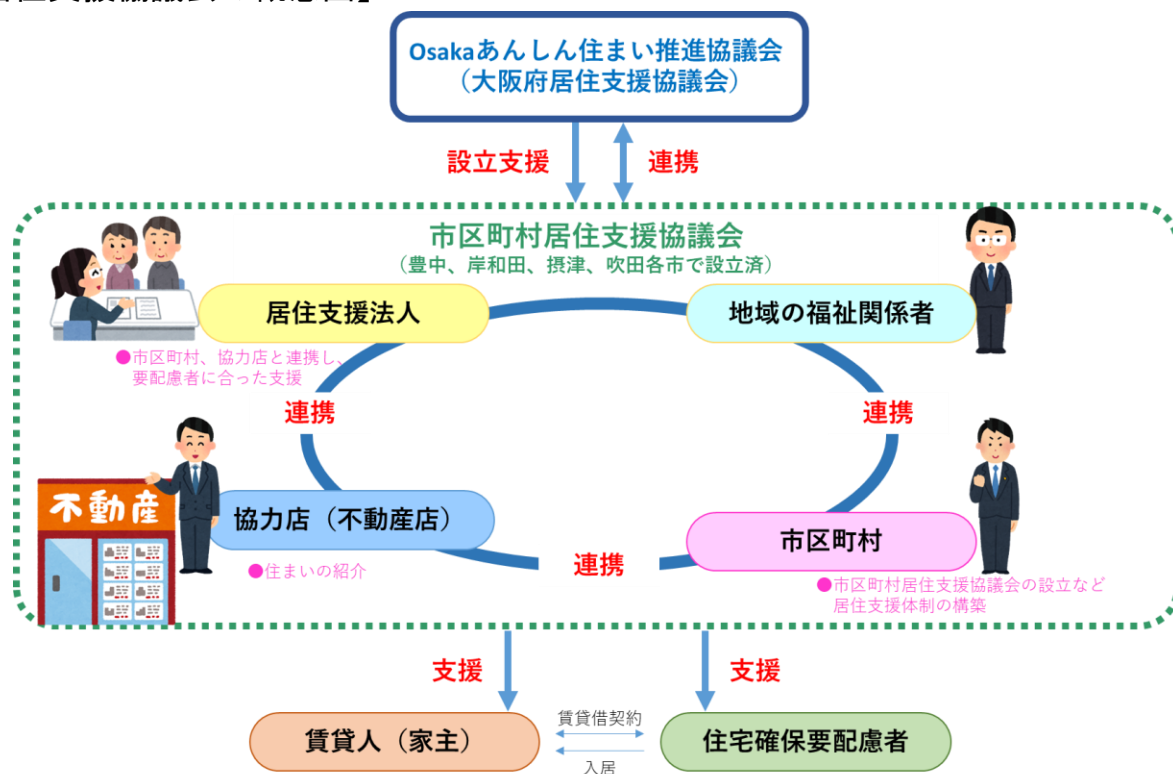 Osakaあんしん住まい推進協議会
（大阪府居住支援協議会）
設立支援
連携
市区町村居住支援協議会
（豊中、岸和田、摂津、吹田各市で設立済）
居住支援法人
地域の福祉関係者
●市区町村、協力店と連携し、
要配慮者に合った支援
連携
連携
不動産
協力店（不動産店）
市区町村
●住まいの紹介
連携
●市区町村居住支援協議会の設立など
居住支援体制の構築
支援
支援
賃貸人（家主）
賃貸借契約
入居
住宅確保要配慮者